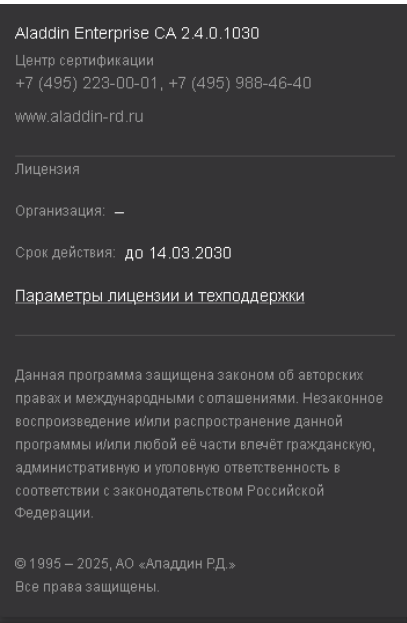 Aladdin Enterprise CA 2.4.0.1030
Центр сертификации
+7 (495) 223-00-01, +7 (495) 988-46-40
www.aladdin-rd.ru
Лицензия
Организация: –
Срок действия: до 14.03.2030
Параметры лицензии и техподдержки
Данная программа защищена законом об авторских
правах и международными соглашениями. Незаконное
воспроизведение и/или распространение данной
программы и/или любой её части влечёт гражданскую,
административную и уголовную ответственность в
соответствии с законодательством Российской
Федерации.
© 1995 – 2025, АО «Аладдин Р.Д.»
Все права защищены.